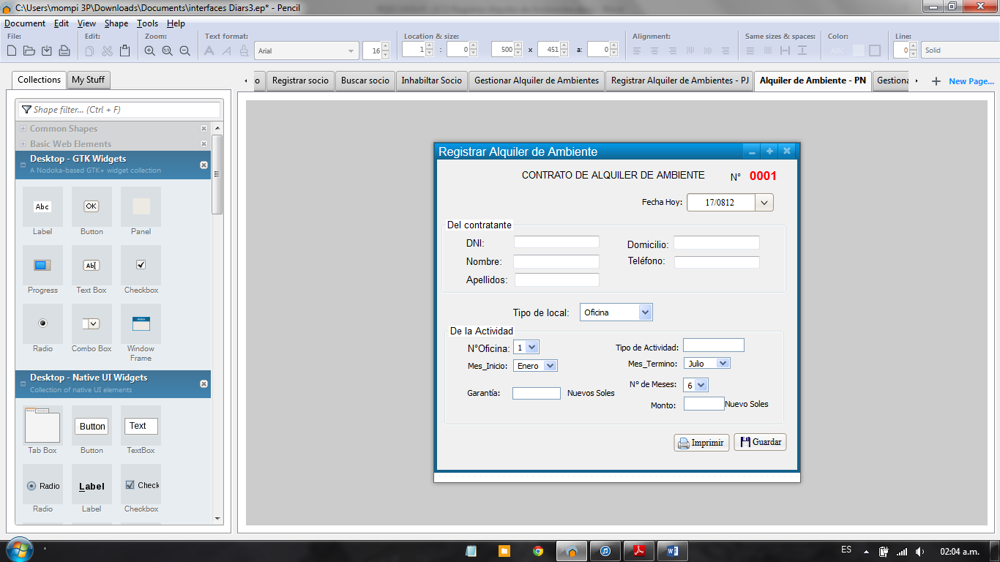 C:\Users\mompi 3P\Downloads\Documents\interfaces Diars3.ep* - Pencil
Document Edit View Shape Tools Help
File: Edit: Zoom: Text format: Location & size: Alignment: Same sizes & spaces: Color: Line:
Arial 16 1 : 0 500 x 451 a: 0 ABC 0 Solid
Collections My Stuff
o Registrar socio Buscar socio Inhabiltar Socio Gestionar Alquiler de Ambientes Registrar Alquiler de Ambientes - PJ Alquiler de Ambiente - PN Gestiona New Page...
Shape filter... (Ctrl + F)
Common Shapes
Basic Web Elements
Desktop - GTK Widgets
A Nodoka-based GTK+ widget collection
Abc OK
Label Button Panel
Ab
Progress Text Box Checkbox
Radio Combo Box Window Frame
Desktop - Native UI Widgets
Collection of native UI elements
Button Text
Tab Box Button TextBox
Radio Label Check
Radio Label Checkbox
Registrar Alquiler de Ambiente
CONTRATO DE ALQUILER DE AMBIENTE N° 0001
Fecha Hoy: 17/0812
Del contratante
DNI: Domicilio:
Nombre: Teléfono:
Apellidos:
Tipo de local: Oficina
De la Actividad
N°Oficina: 1 Tipo de Actividad:
Mes_Inicio: Enero Mes_Termino: Julio
N° de Meses: 6
Garantía: Nuevos Soles
Monto: Nuevo Soles
Imprimir Guardar
ES 02:04 a.m.